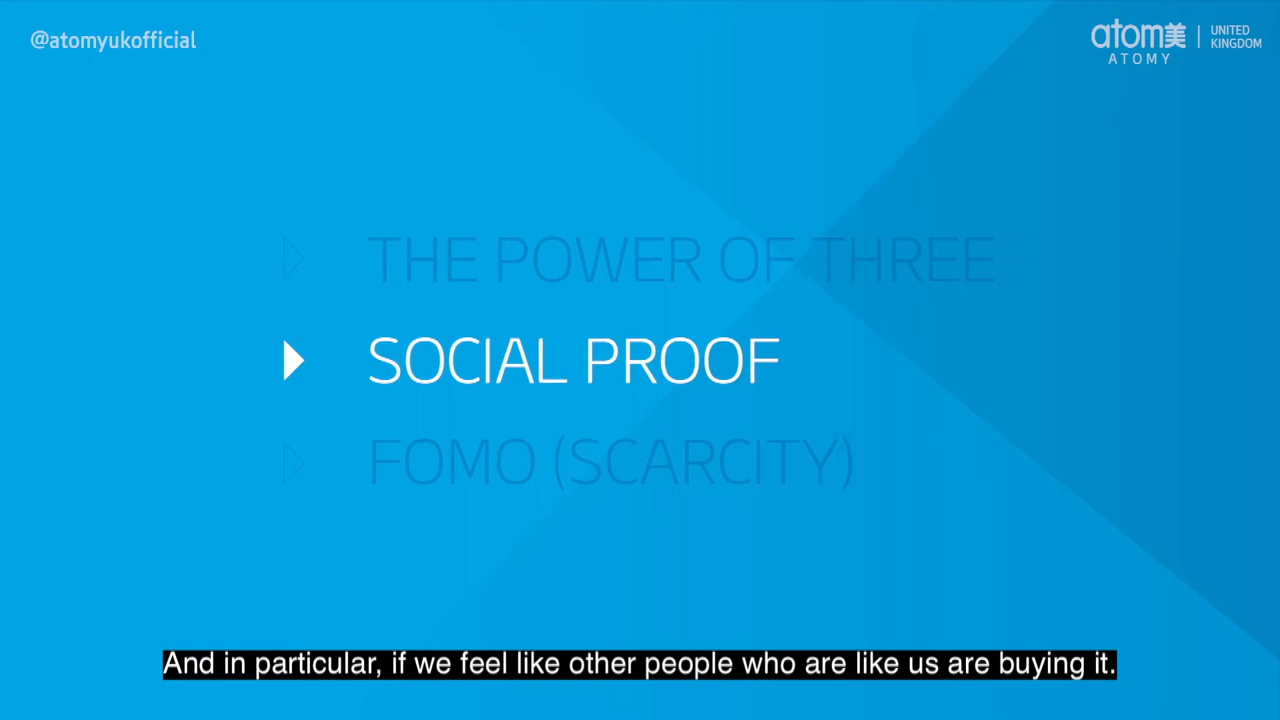 @atomyukofficial
atom美
ATOMY
UNITED
KINGDOM
THE POWER OF THREE
SOCIAL PROOF
FOMO (SCARCITY)
And in particular, if we feel like other people who are like us are buying it.